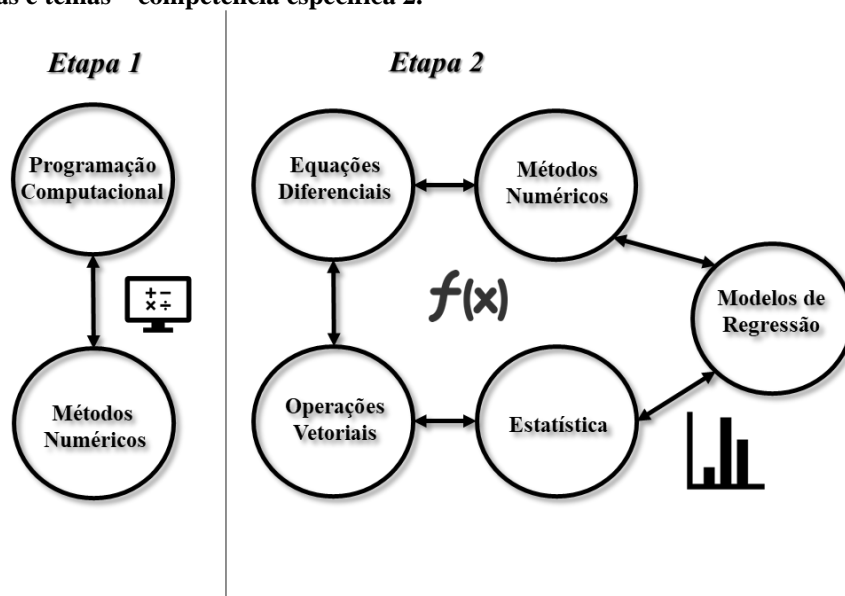 as e temas – competência específica 2.
Etapa 1
Programação
Computacional
+−
×÷
Métodos
Numéricos
Etapa 2
Equações
Diferenciais
Métodos
Numéricos
f(x)
Modelos de
Regressão
Operações
Vetoriais
Estatística